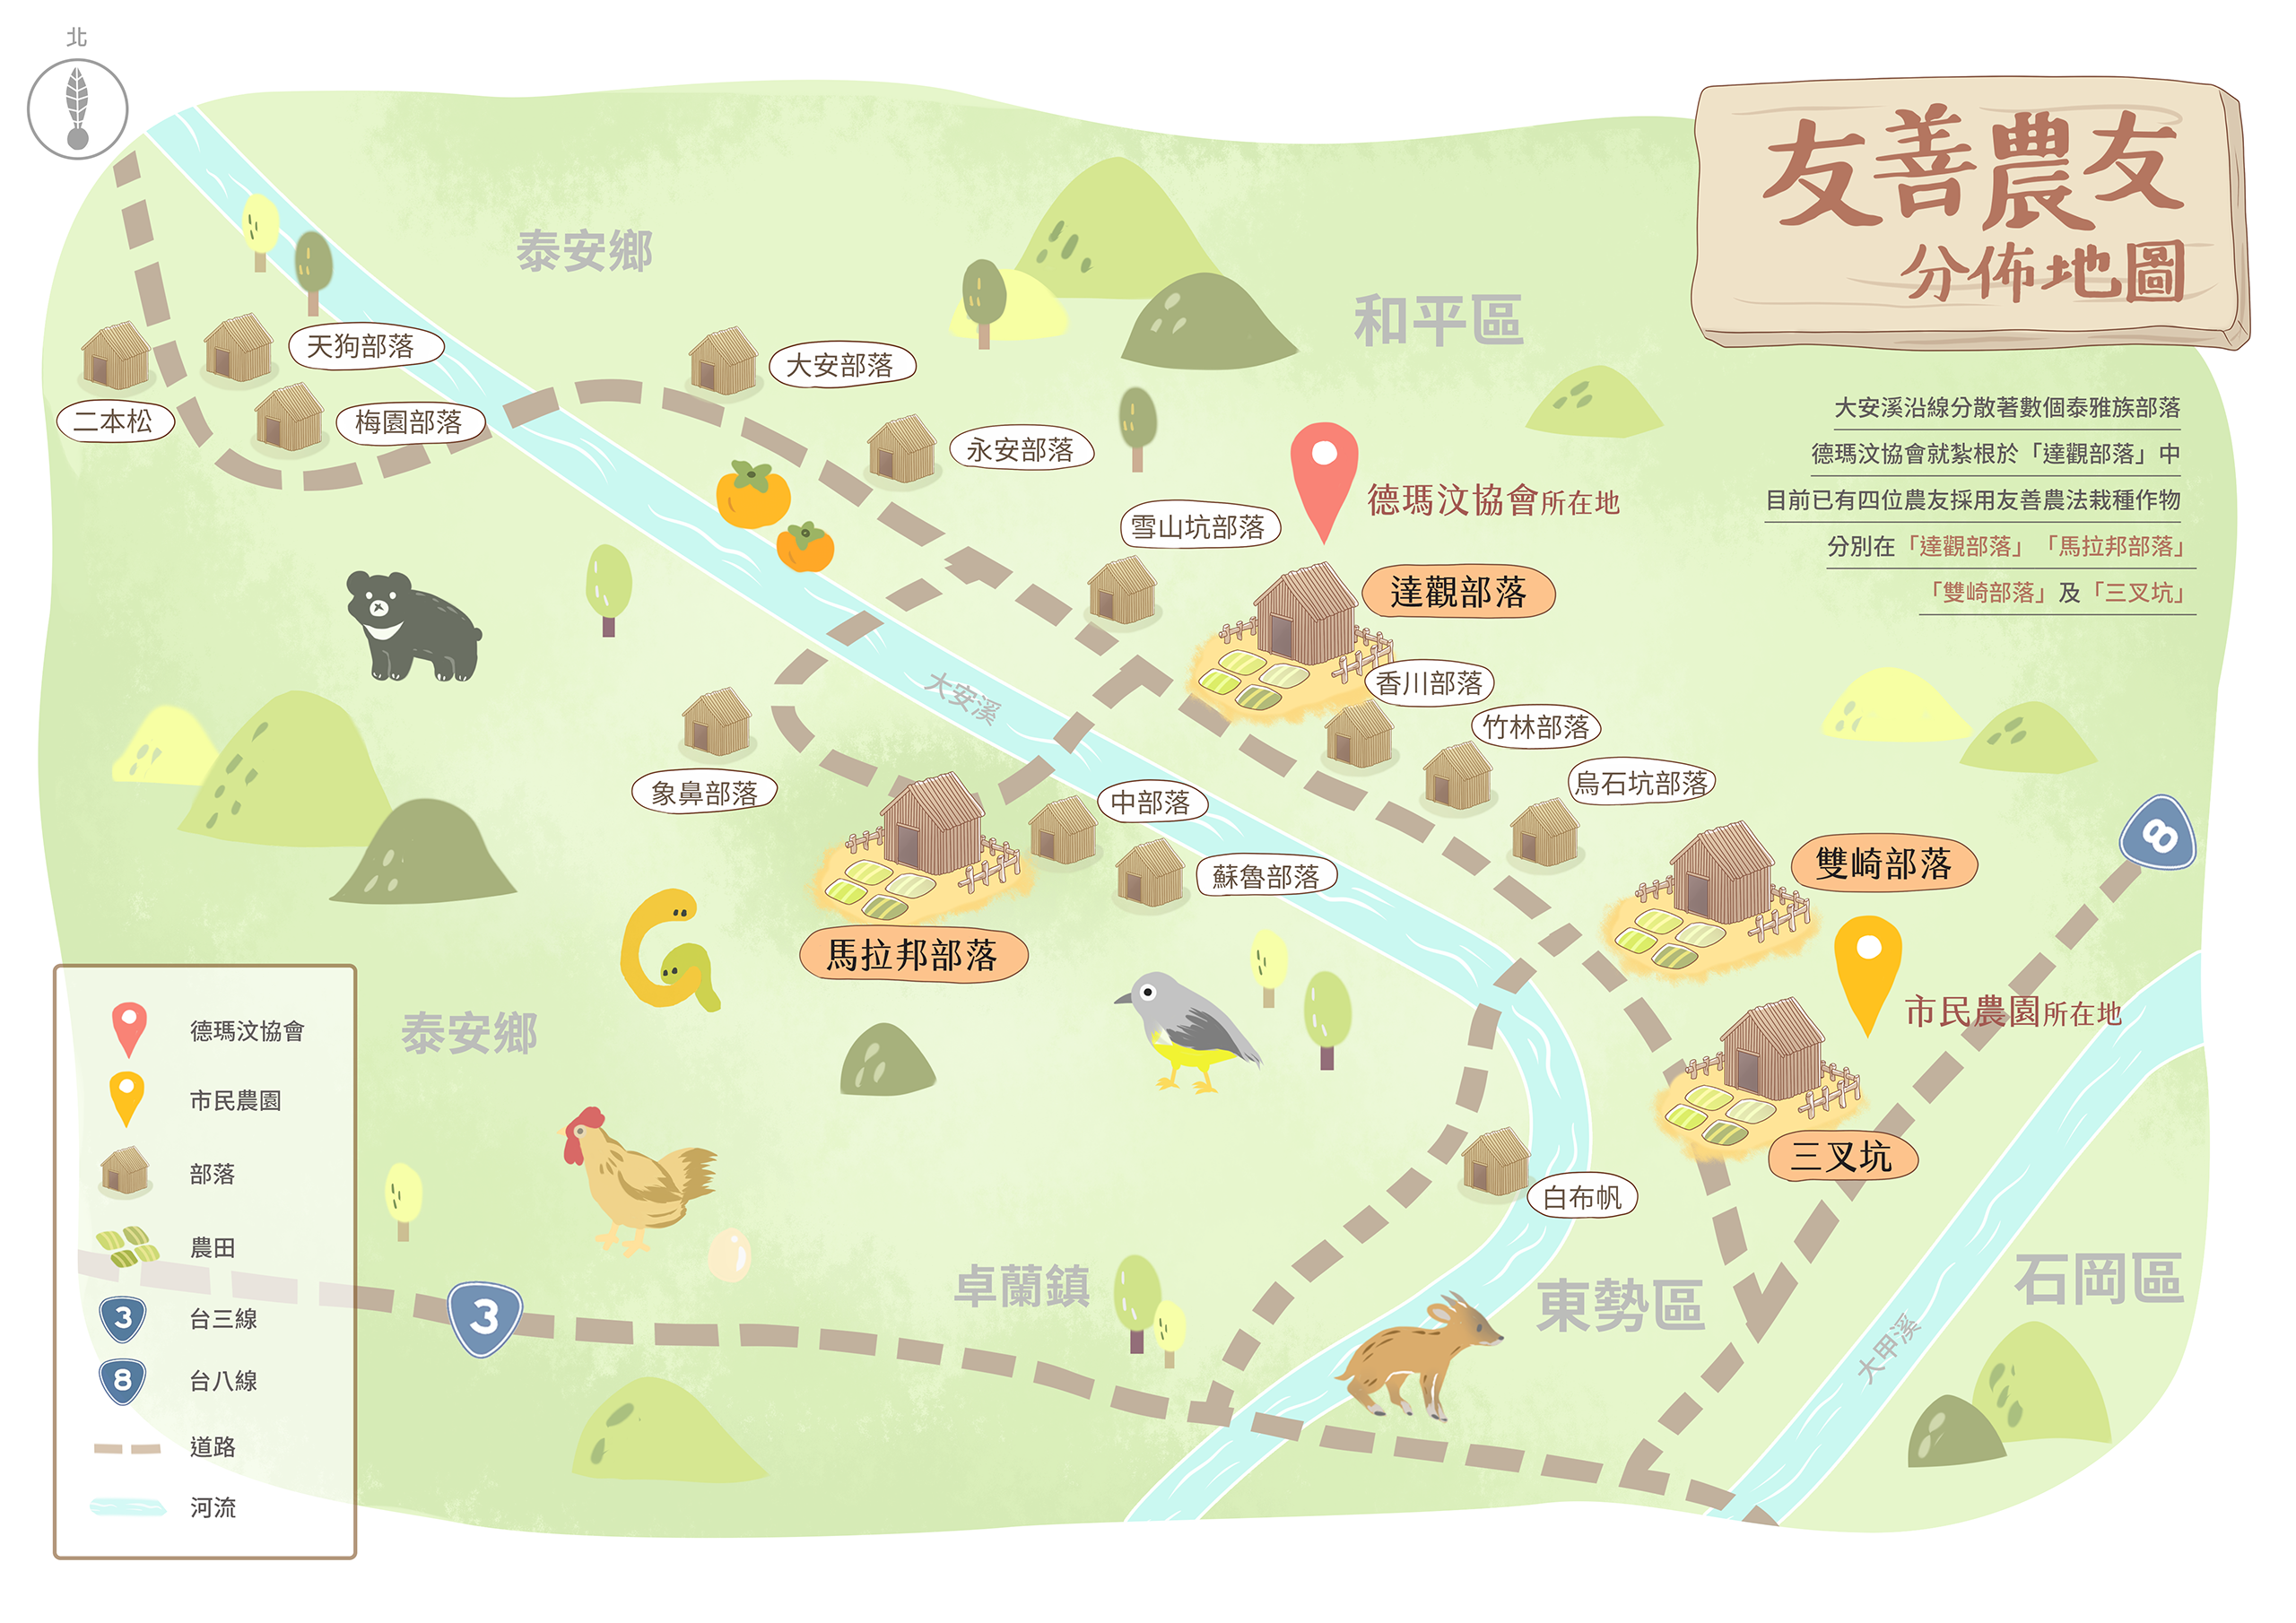 北
友善農友
分佈地圖
泰安鄉
和平區
天狗部落
大安部落
二本松
梅園部落
永安部落
大安溪沿線分散著數個泰雅族部落
德瑪汶協會就紮根於「達觀部落」中
目前已有四位農友採用友善農法栽種作物
分別在「達觀部落」「馬拉邦部落」
「雙崎部落」及「三叉坑」
德瑪汶協會所在地
雪山坑部落
達觀部落
香川部落
大安溪
竹林部落
烏石坑部落
象鼻部落
中部落
蘇魯部落
雙崎部落
8
馬拉邦部落
市民農園所在地
泰安鄉
三叉坑
白布帆
卓蘭鎮
東勢區
石岡區
大甲溪
3
德瑪汶協會
市民農園
部落
農田
3 台三線
8 台八線
道路
河流